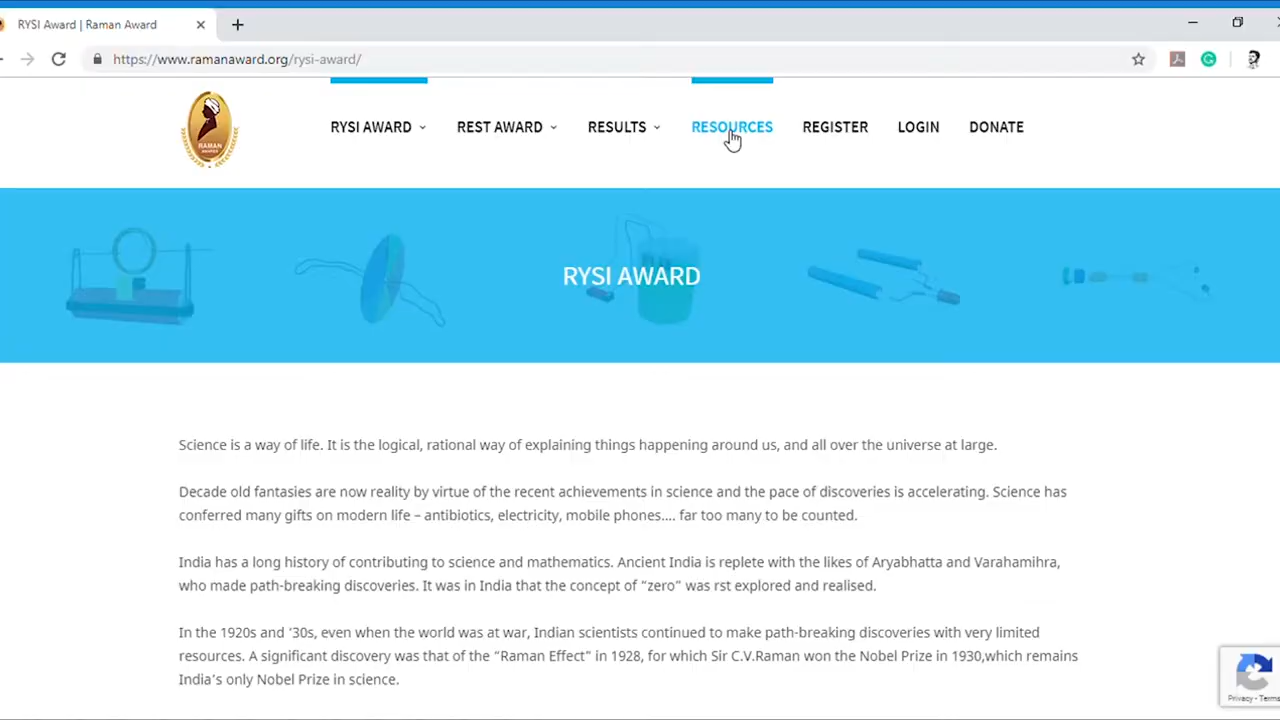 RYSI Award | Raman Award
https://www.ramanaward.org/rysi-award/
RAMAN
RYSI AWARD REST AWARD RESULTS RESOURCES REGISTER LOGIN DONATE
RYSI AWARD
Science is a way of life. It is the logical, rational way of explaining things happening around us, and all over the universe at large.
Decade old fantasies are now reality by virtue of the recent achievements in science and the pace of discoveries is accelerating. Science has
conferred many gifts on modern life – antibiotics, electricity, mobile phones.... far too many to be counted.
India has a long history of contributing to science and mathematics. Ancient India is replete with the likes of Aryabhatta and Varahamihra,
who made path-breaking discoveries. It was in India that the concept of “zero” was rst explored and realised.
In the 1920s and ‘30s, even when the world was at war, Indian scientists continued to make path-breaking discoveries with very limited
resources. A significant discovery was that of the “Raman Effect” in 1928, for which Sir C.V.Raman won the Nobel Prize in 1930,which remains
India’s only Nobel Prize in science.
Privacy - Terms